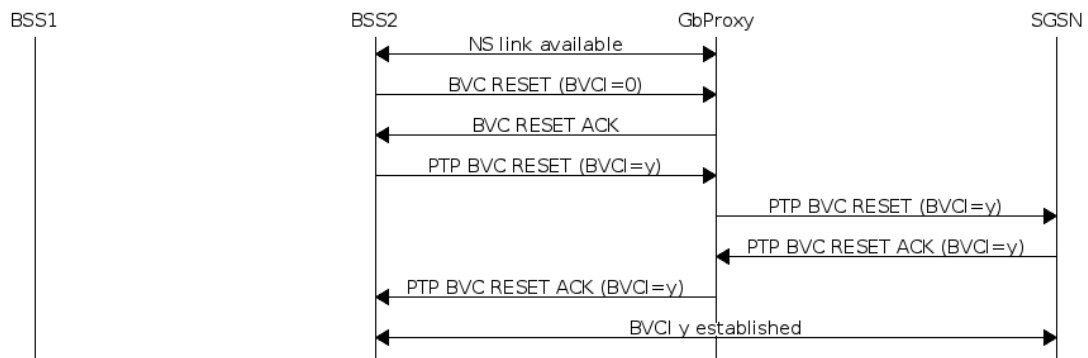 BSS1 BSS2 GbProxy SGSN
NS link available
BVC RESET (BVCI=0)
BVC RESET ACK
PTP BVC RESET (BVCI=y)
PTP BVC RESET (BVCI=y)
PTP BVC RESET ACK (BVCI=y)
PTP BVC RESET ACK (BVCI=y)
BVCI y established